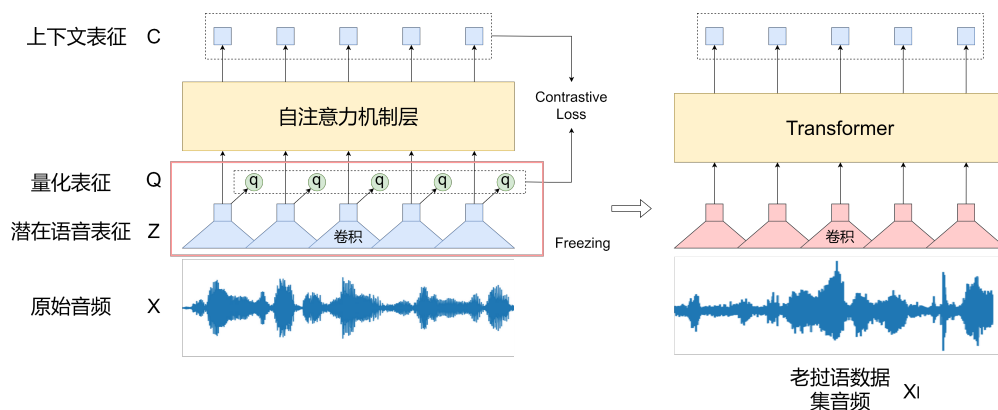 上下文表征 C
Contrastive
Loss
自注意力机制层
Transformer
量化表征 Q
q q q q q
潜在语音表征 Z
卷积
Freezing
卷积
原始音频 X
老挝语数据
集音频 Xl